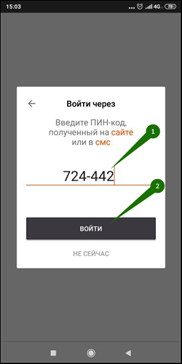 15:03
4G
Войти через
Введите ПИН-код,
полученный на сайте
или в смс
1
724-442
2
ВОЙТИ
НЕ СЕЙЧАС